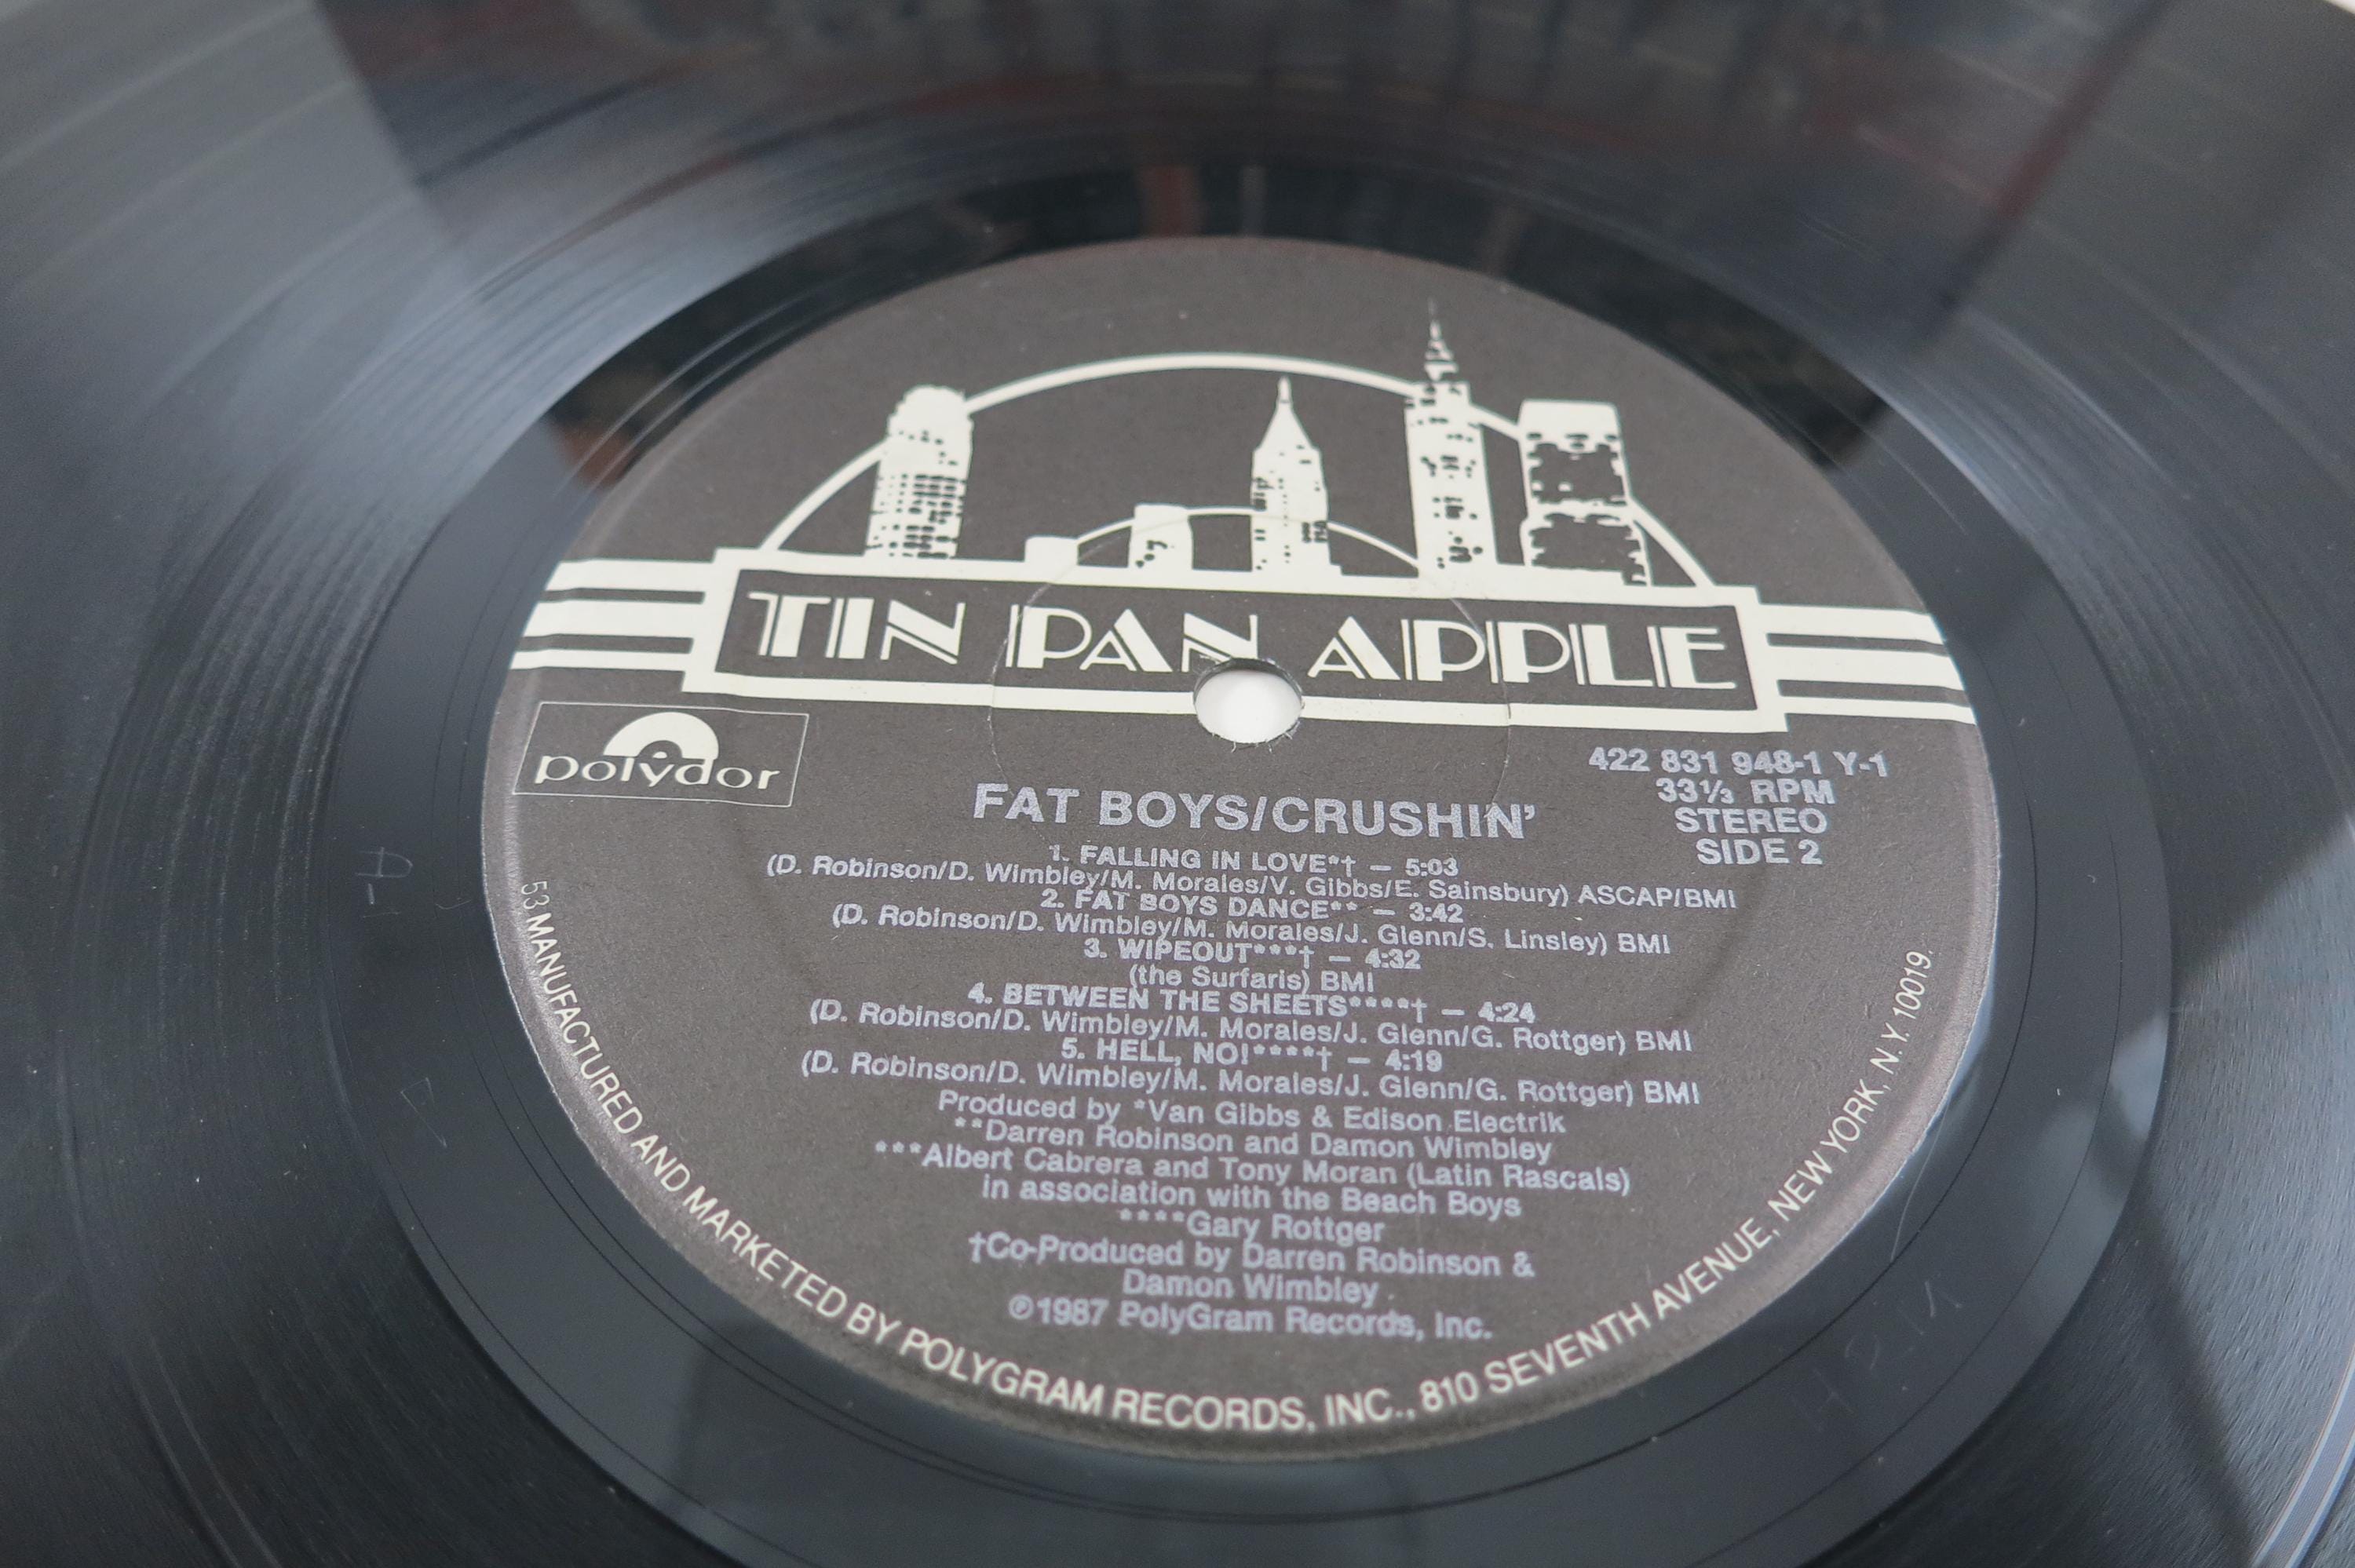 TIN PAN APPLE
polydor
422 831 948-1 Y-1
33⅓ RPM
STEREO
SIDE 2
FAT BOYS/CRUSHIN'
1. FALLING IN LOVE*† — 5:03
(D. Robinson/D. Wimbley/M. Morales/V. Gibbs/E. Sainsbury) ASCAP/BMI
2. FAT BOYS DANCE** — 3:42
(D. Robinson/D. Wimbley/M. Morales/J. Glenn/S. Linsley) BMI
3. WIPEOUT***† — 4:32
(the Surfaris) BMI
4. BETWEEN THE SHEETS****† — 4:24
(D. Robinson/D. Wimbley/M. Morales/J. Glenn/G. Rottger) BMI
5. HELL, NO!****† — 4:19
(D. Robinson/D. Wimbley/M. Morales/J. Glenn/G. Rottger) BMI
Produced by *Van Gibbs & Edison Electrik
**Darren Robinson and Damon Wimbley
***Albert Cabrera and Tony Moran (Latin Rascals)
in association with the Beach Boys
****Gary Rottger
†Co-Produced by Darren Robinson &
Damon Wimbley
℗1987 PolyGram Records, Inc.
53 MANUFACTURED AND MARKETED BY POLYGRAM RECORDS, INC., 810 SEVENTH AVENUE, NEW YORK, N.Y. 10019.